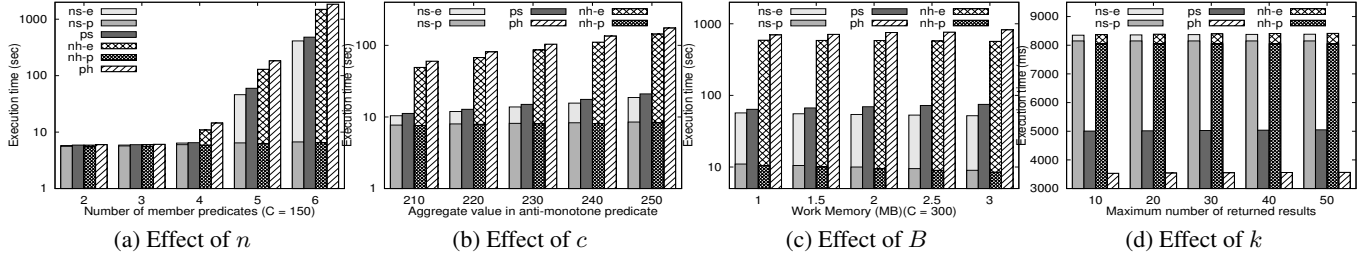 1000
100
10
1
Execution time (sec)
ns-e
ns-p
ps
nh-e
nh-p
ph
2 3 4 5 6
Number of member predicates (C = 150)
(a) Effect of n
ns-e ps nh-e
ns-p ph nh-p
100
10
1
Execution time (sec)
210 220 230 240 250
Aggregate value in anti-monotone predicate
(b) Effect of c
ns-e ps nh-e
ns-p ph nh-p
1000
100
10
Execution time (sec)
1 1.5 2 2.5 3
Work Memory (MB)(C = 300)
(c) Effect of B
ns-e ps nh-e
ns-p ph nh-p
9000
8000
7000
6000
5000
4000
3000
Execution time (ms)
10 20 30 40 50
Maximum number of returned results
(d) Effect of k